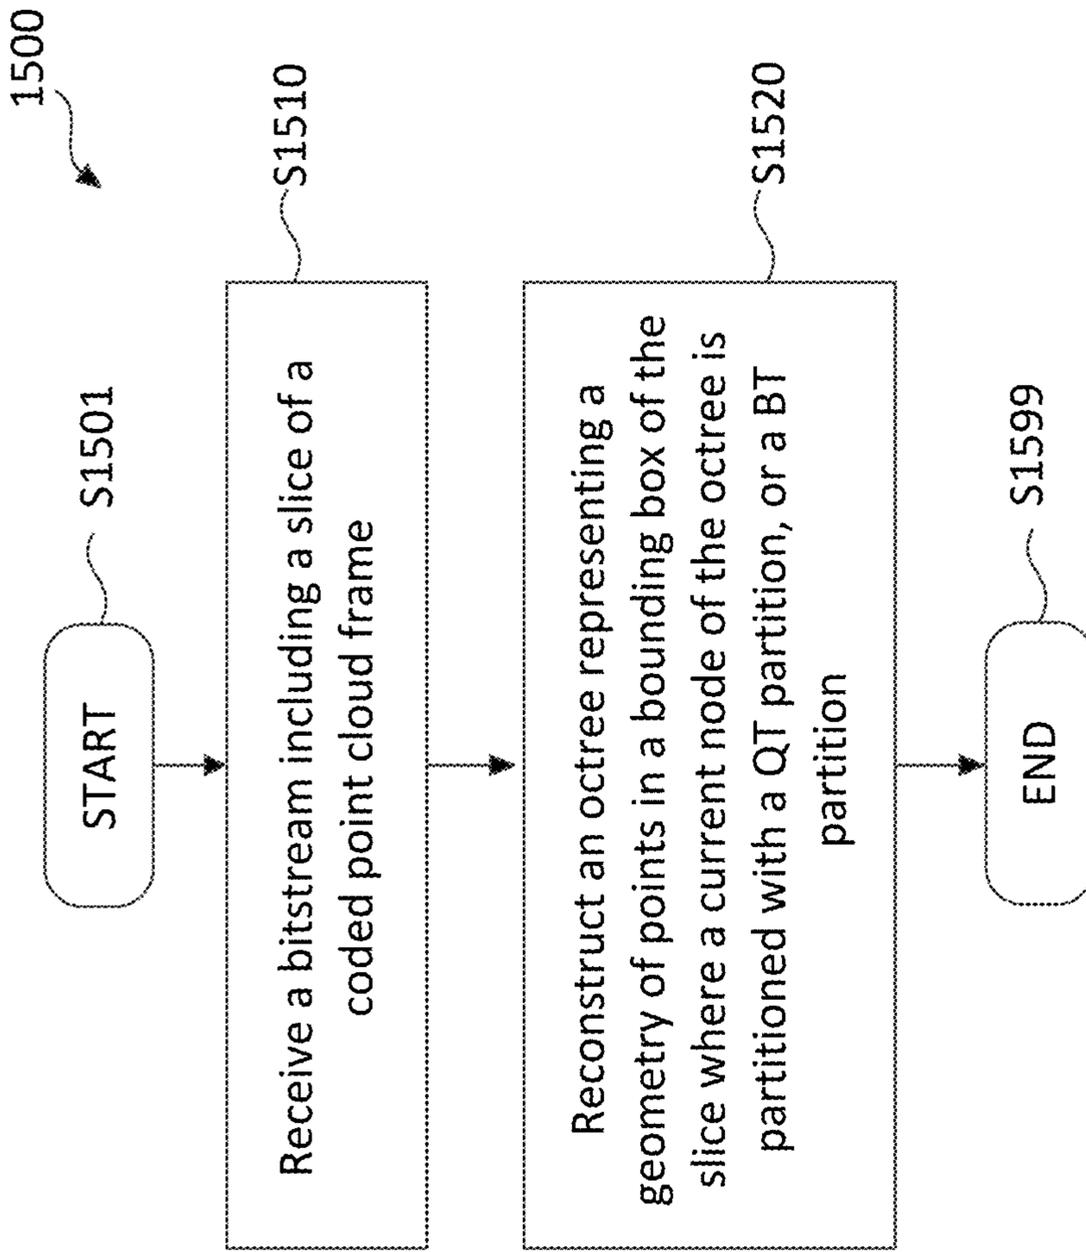 1500
START
S1501
Receive a bitstream including a slice of a
coded point cloud frame
S1510
Reconstruct an octree representing a
geometry of points in a bounding box of the
slice where a current node of the octree is
partitioned with a QT partition, or a BT
partition
S1520
END
S1599